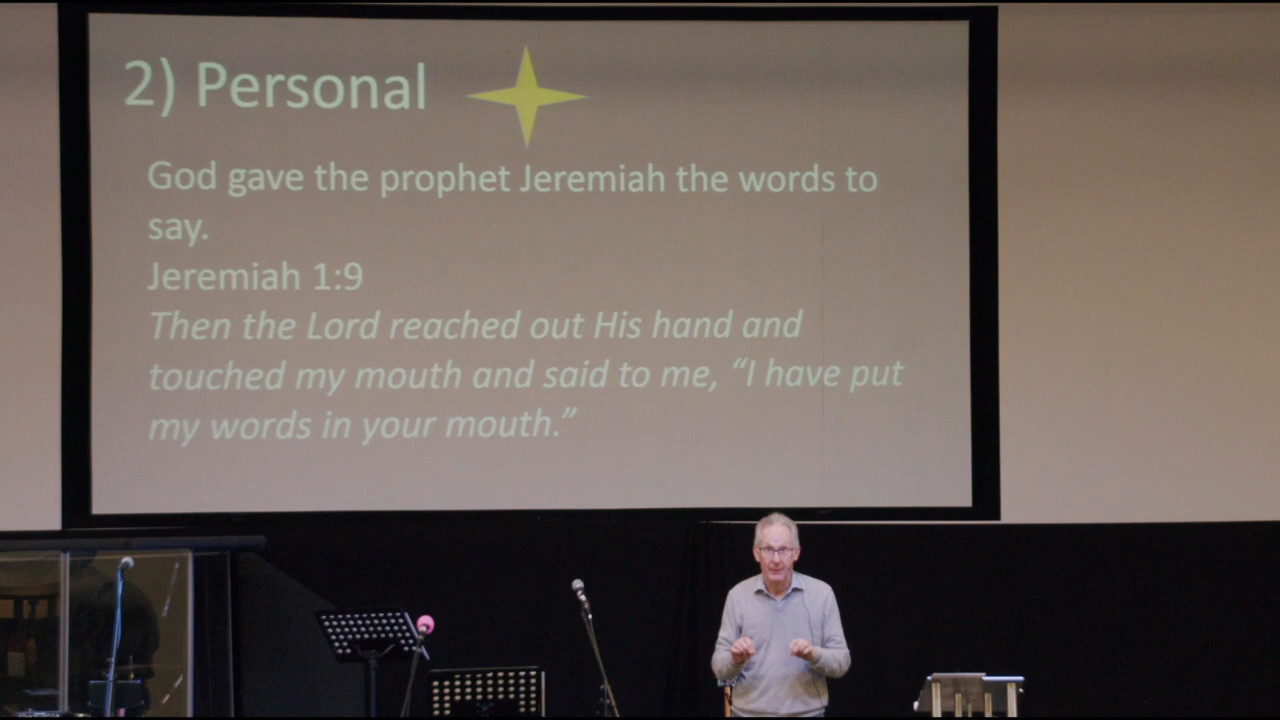 2) Personal
God gave the prophet Jeremiah the words to
say.
Jeremiah 1:9
Then the Lord reached out His hand and
touched my mouth and said to me, “I have put
my words in your mouth.”